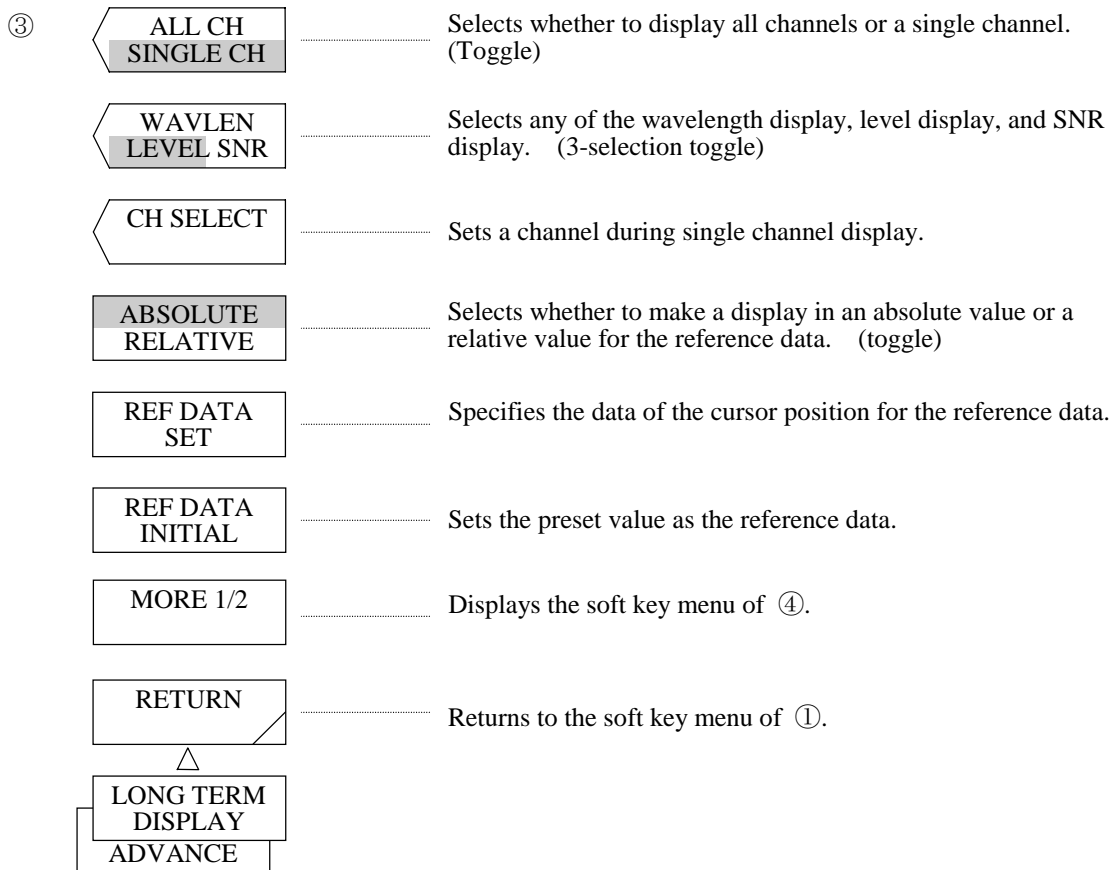 ③
ALL CH
SINGLE CH
Selects whether to display all channels or a single channel.
(Toggle)
WAVLEN
LEVEL SNR
Selects any of the wavelength display, level display, and SNR
display. (3-selection toggle)
CH SELECT
Sets a channel during single channel display.
ABSOLUTE
RELATIVE
Selects whether to make a display in an absolute value or a
relative value for the reference data. (toggle)
REF DATA
SET
Specifies the data of the cursor position for the reference data.
REF DATA
INITIAL
Sets the preset value as the reference data.
MORE 1/2
Displays the soft key menu of ④.
RETURN
Returns to the soft key menu of ①.
LONG TERM
DISPLAY
ADVANCE